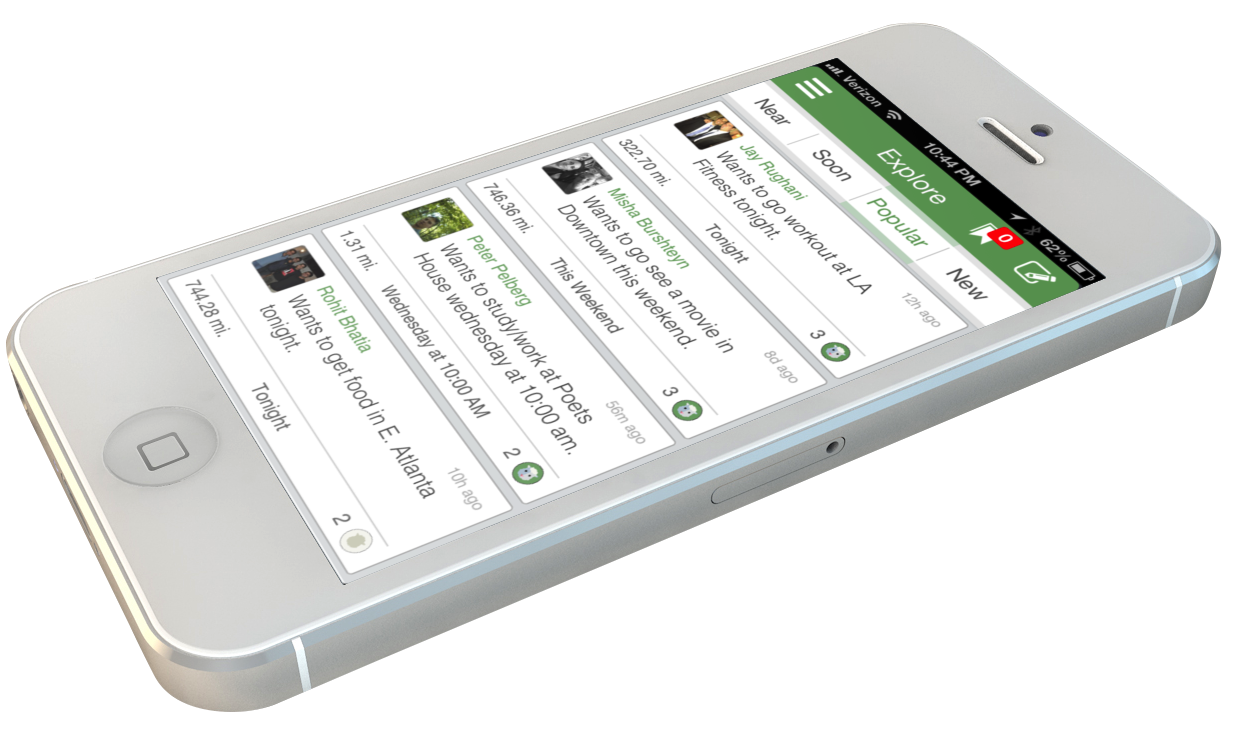 Verizon 10:44 PM 62%
Explore 0
Near Soon Popular New
Jay Rughani 12h ago
Wants to go workout at LA
Fitness tonight.
322.70 mi. Tonight 3
Misha Burshteyn 8d ago
Wants to go see a movie in
Downtown this weekend.
746.36 mi. This Weekend 3
Peter Pelberg 56m ago
Wants to study/work at Poets
House wednesday at 10:00 am.
1.31 mi. Wednesday at 10:00 AM 2
Rohit Bhatia 10h ago
Wants to get food in E. Atlanta
tonight.
744.28 mi. Tonight 2